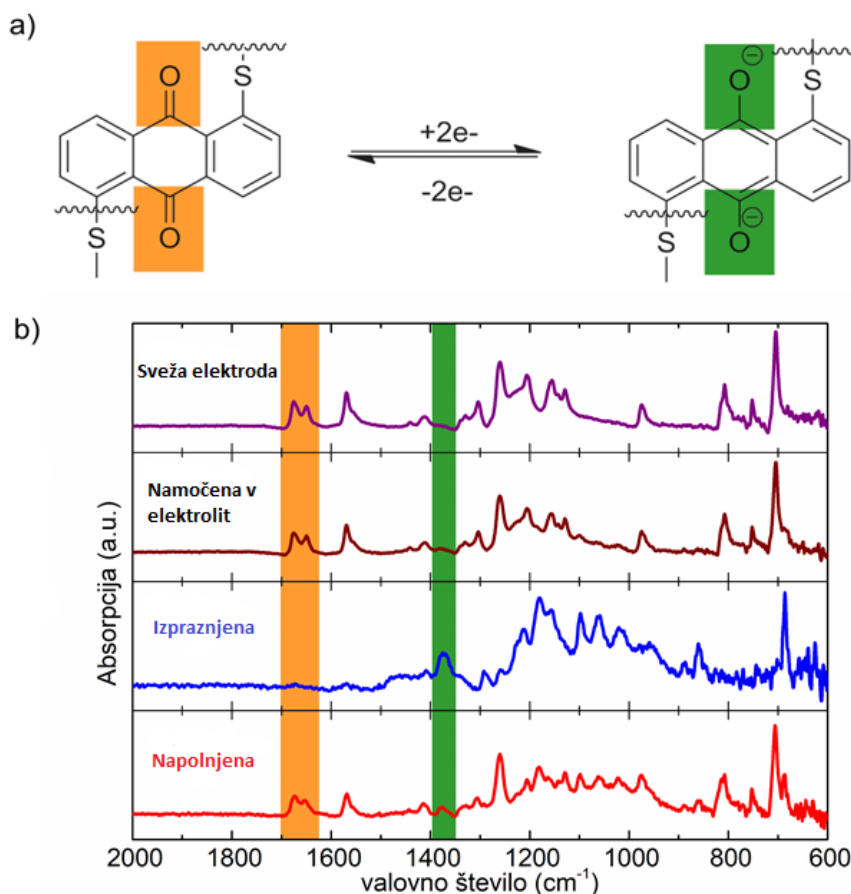 a)
O
S
O
S
+2e-
-2e-
O
⊖
S
S
O
⊖
b)
Sveža elektroda
Namočena v
elektrolit
Izpraznjena
Napolnjena
Absorpcija (a.u.)
2000 1800 1600 1400 1200 1000 800 600
valovno število (cm⁻¹)